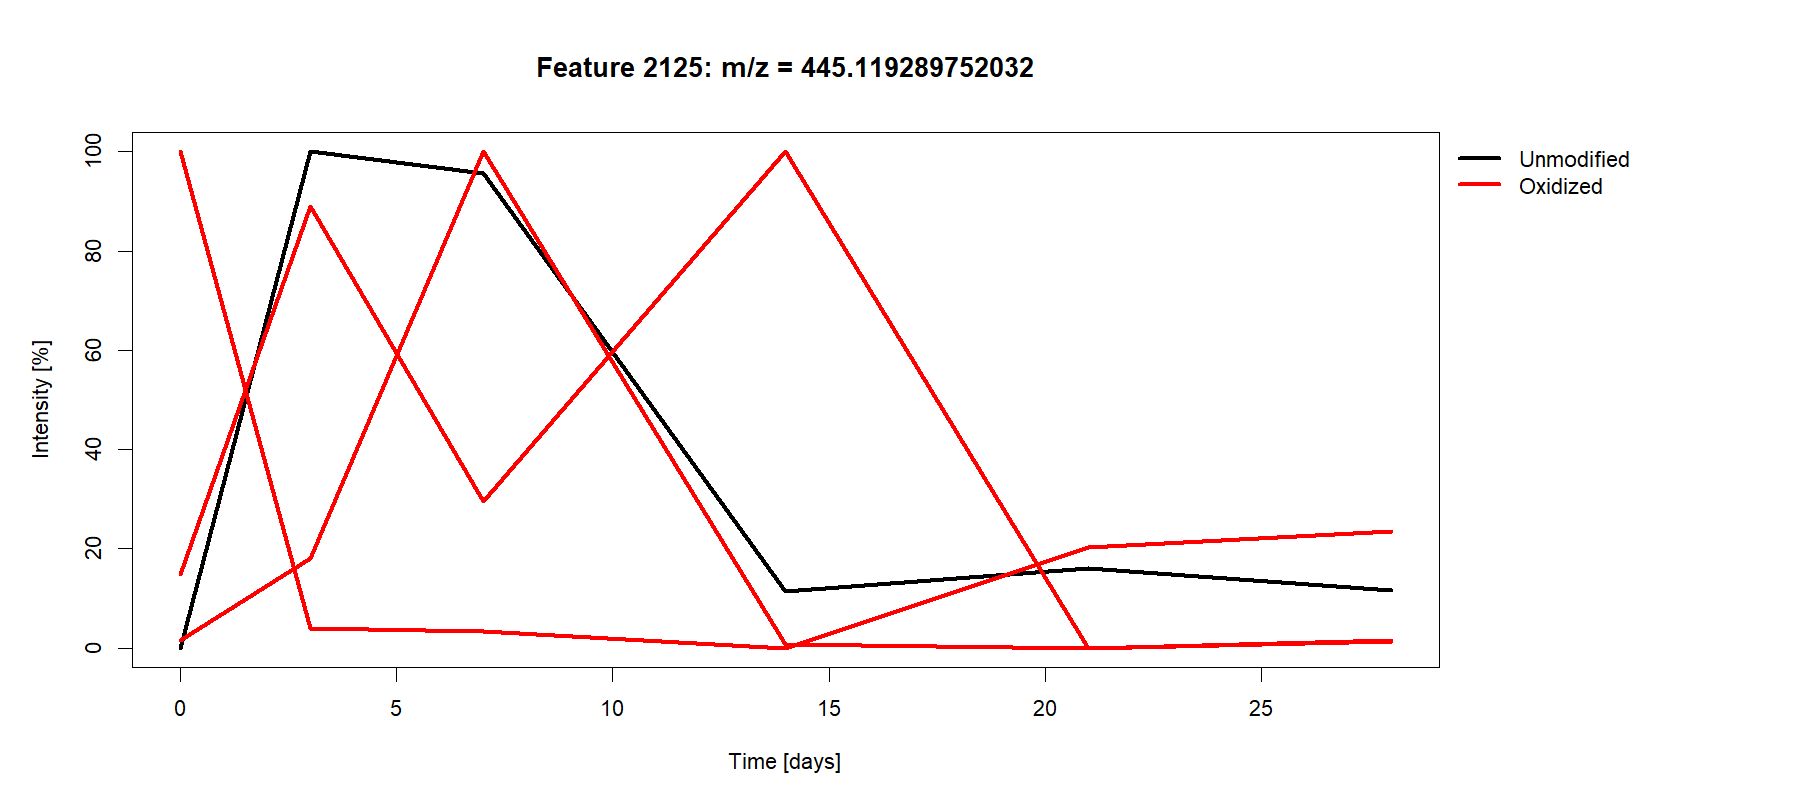 Feature 2125: m/z = 445.119289752032
Unmodified
Oxidized
Intensity [%]
100
80
60
40
20
0
0 5 10 15 20 25
Time [days]